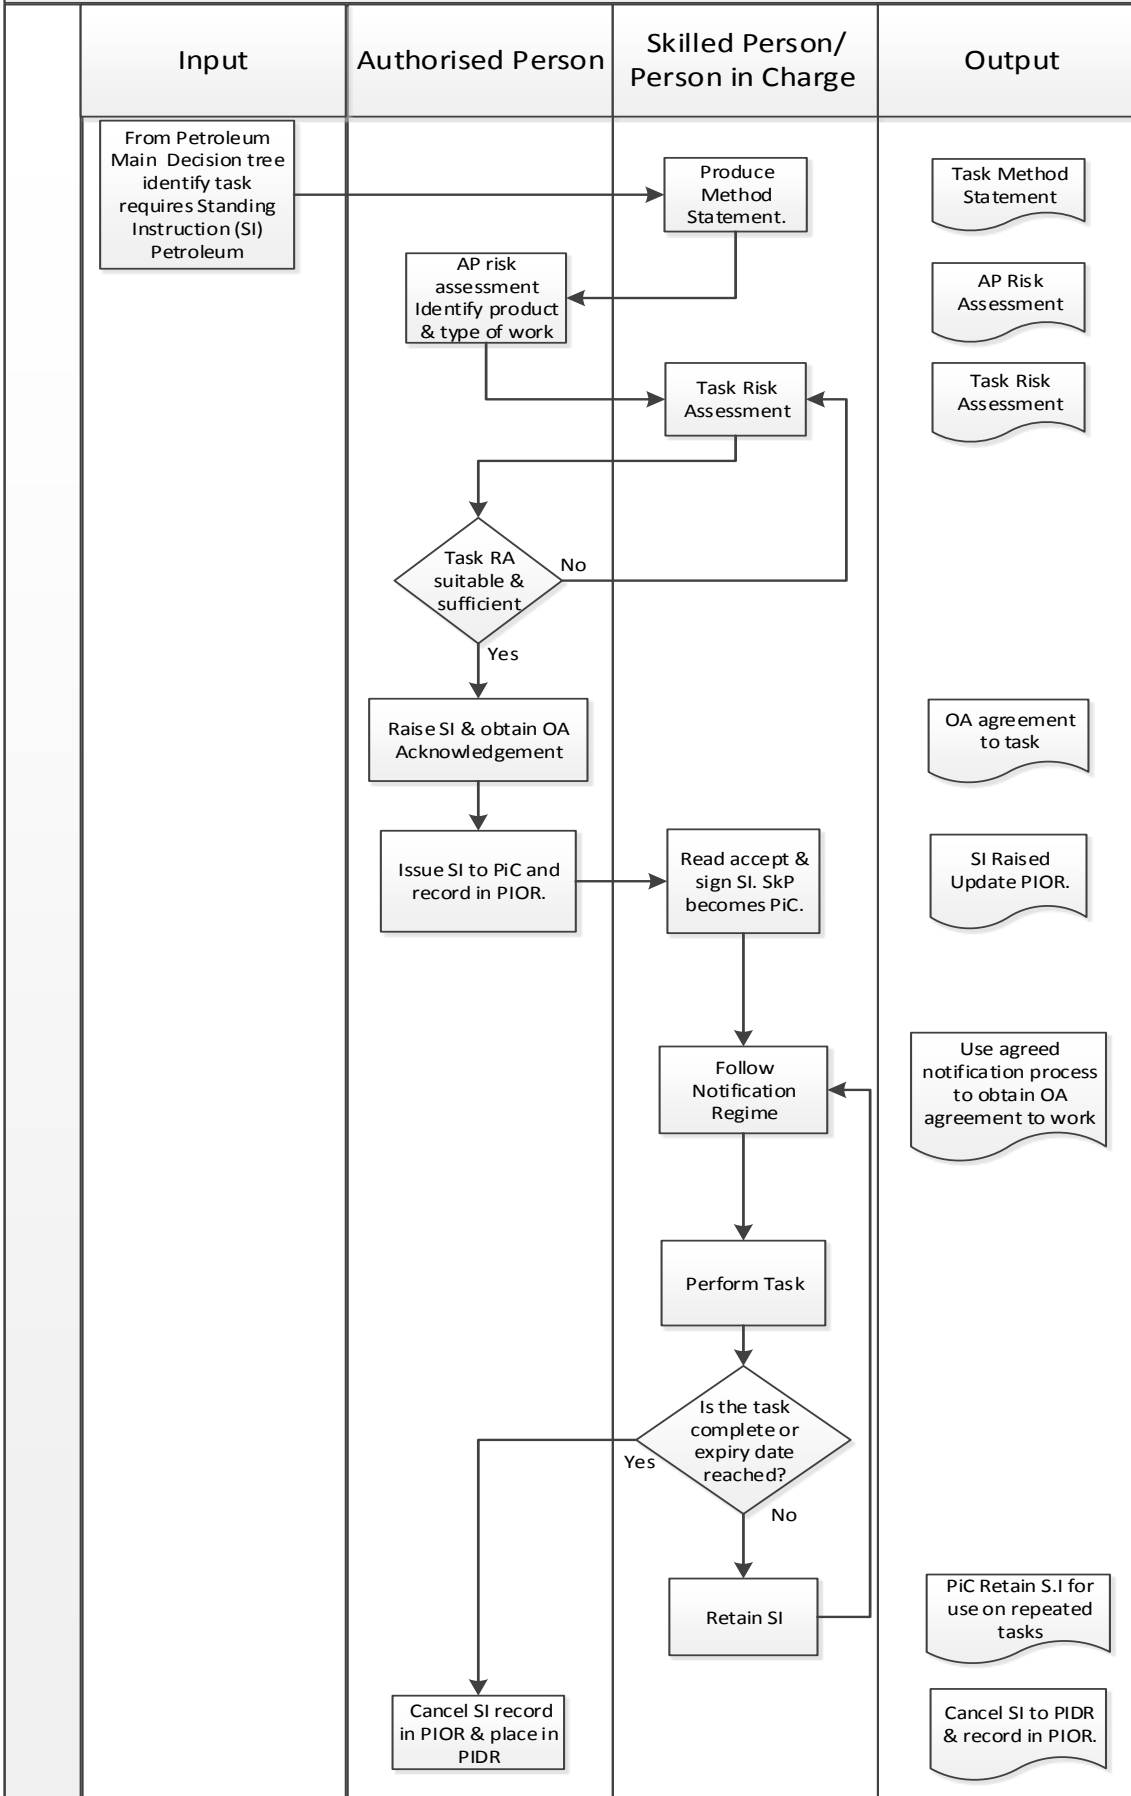 Input
Authorised Person
Skilled Person/
Person in Charge
Output
From Petroleum
Main Decision tree
identify task
requires Standing
Instruction (SI)
Petroleum
Produce
Method
Statement.
Task Method
Statement
AP risk
assessment
Identify product
& type of work
AP Risk
Assessment
Task Risk
Assessment
Task Risk
Assessment
Task RA
suitable &
sufficient
No
Yes
Raise SI & obtain OA
Acknowledgement
OA agreement
to task
Issue SI to PiC and
record in PIOR.
Read accept &
sign SI. SkP
becomes PiC.
SI Raised
Update PIOR.
Follow
Notification
Regime
Use agreed
notification process
to obtain OA
agreement to work
Perform Task
Is the task
complete or
expiry date
reached?
Yes
No
Retain SI
PiC Retain S.I for
use on repeated
tasks
Cancel SI record
in PIOR & place in
PIDR
Cancel SI to PIDR
& record in PIOR.